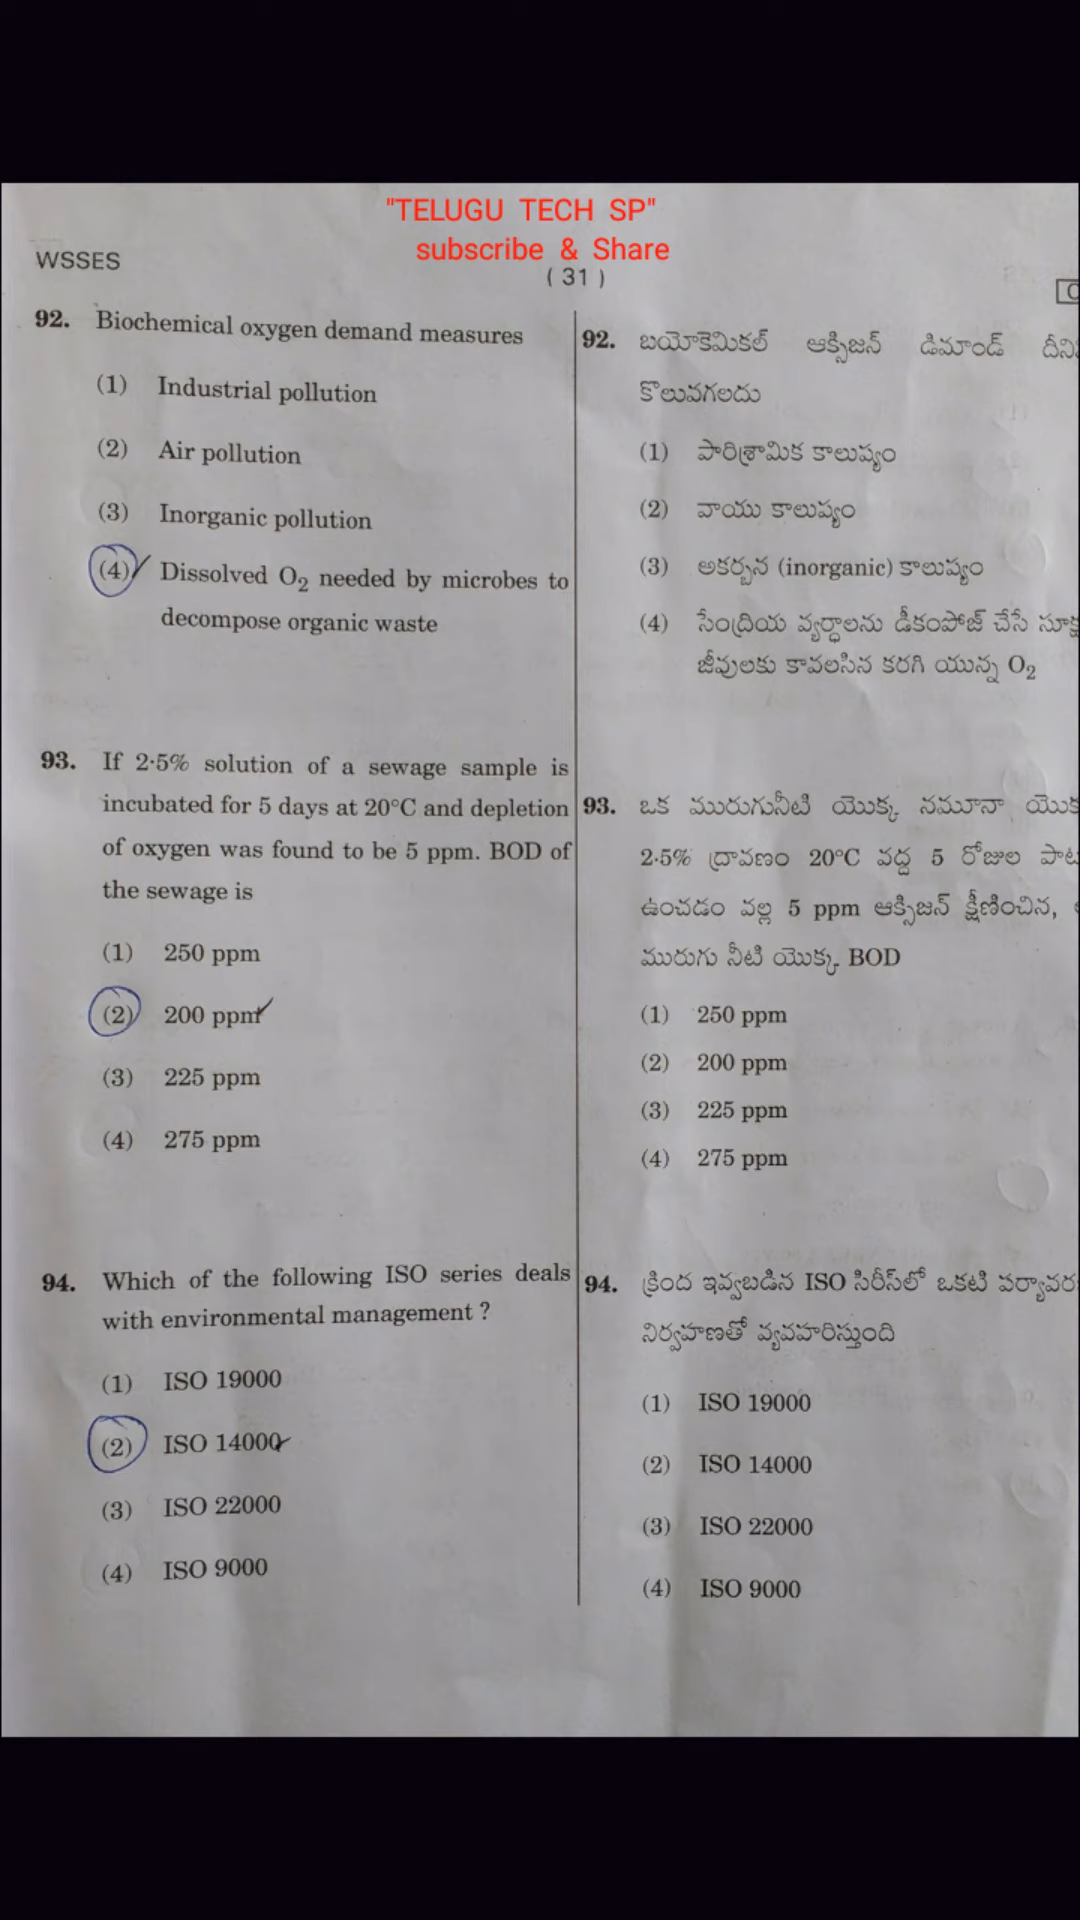 "TELUGU TECH SP"
subscribe & Share
WSSES
( 31 )
92. Biochemical oxygen demand measures
(1) Industrial pollution
(2) Air pollution
(3) Inorganic pollution
(4) Dissolved O₂ needed by microbes to
decompose organic waste
93. If 2·5% solution of a sewage sample is
incubated for 5 days at 20°C and depletion
of oxygen was found to be 5 ppm. BOD of
the sewage is
(1) 250 ppm
(2) 200 ppm
(3) 225 ppm
(4) 275 ppm
94. Which of the following ISO series deals
with environmental management ?
(1) ISO 19000
(2) ISO 14000
(3) ISO 22000
(4) ISO 9000
92. బయోకెమికల్ ఆక్సిజన్ డిమాండ్
కొలువగలదు
(1) పారిశ్రామిక కాలుష్యం
(2) వాయు కాలుష్యం
(3) అకర్బన (inorganic) కాలుష్యం
(4) సేంద్రియ వ్యర్థాలను డీకంపోజ్ చేసే
జీవులకు కావలసిన కరగి యున్న O₂
93. ఒక మురుగునీటి యొక్క నమూనా
2·5% ద్రావణం 20°C వద్ద 5 రోజుల
ఉంచడం వల్ల 5 ppm ఆక్సిజన్ క్షీణించిన,
మురుగు నీటి యొక్క BOD
(1) 250 ppm
(2) 200 ppm
(3) 225 ppm
(4) 275 ppm
94. క్రింద ఇవ్వబడిన ISO సిరీస్‌లో ఒకటి
నిర్వహణతో వ్యవహరిస్తుంది
(1) ISO 19000
(2) ISO 14000
(3) ISO 22000
(4) ISO 9000